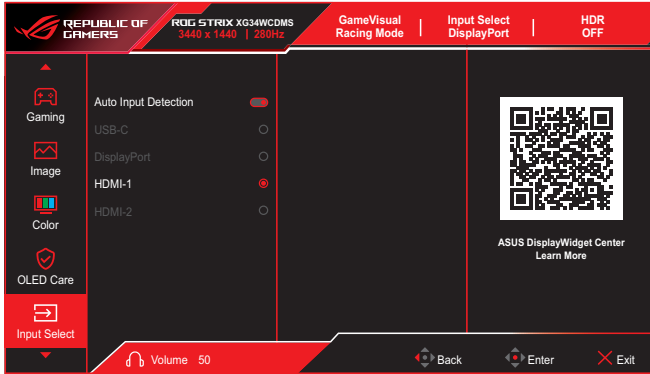 REPUBLIC OF
GAMERS
ROG STRIX XG34WCDMS
3440 x 1440 | 280Hz
GameVisual
Racing Mode
Input Select
DisplayPort
HDR
OFF
Gaming
Image
Color
OLED Care
Input Select
Auto Input Detection
USB-C
DisplayPort
HDMI-1
HDMI-2
ASUS DisplayWidget Center
Learn More
Volume 50
Back
Enter
Exit